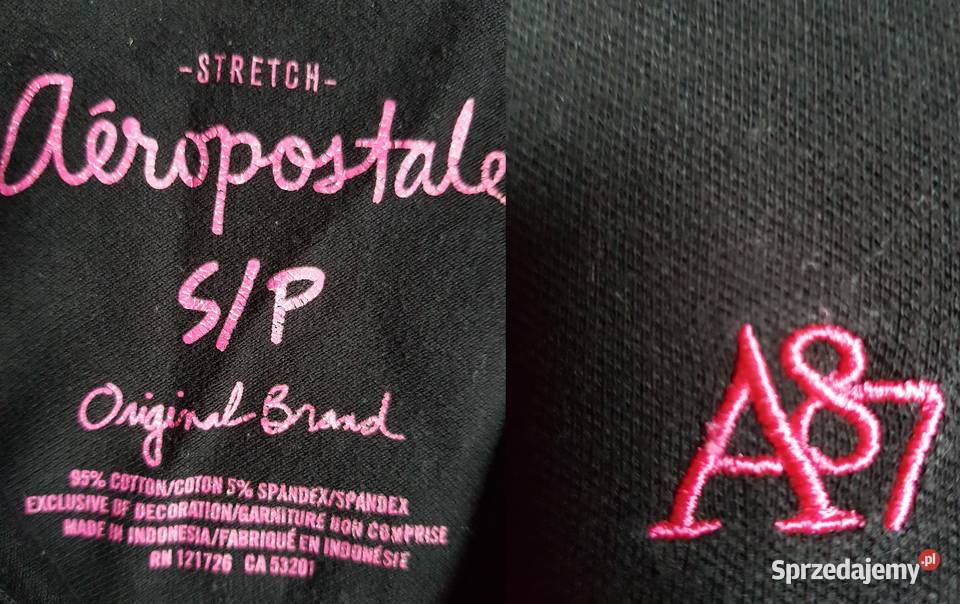 -STRETCH-
Aéropostale
S/P
Original Brand
95% COTTON/COTON 5% SPANDEX/SPANDEX
EXCLUSIVE OF DECORATION/GARNITURE NON COMPRISE
MADE IN INDONESIA/FABRIQUÉ EN INDONÉSIE
RN 121726 CA 53201
A87
Sprzedajemy.pl